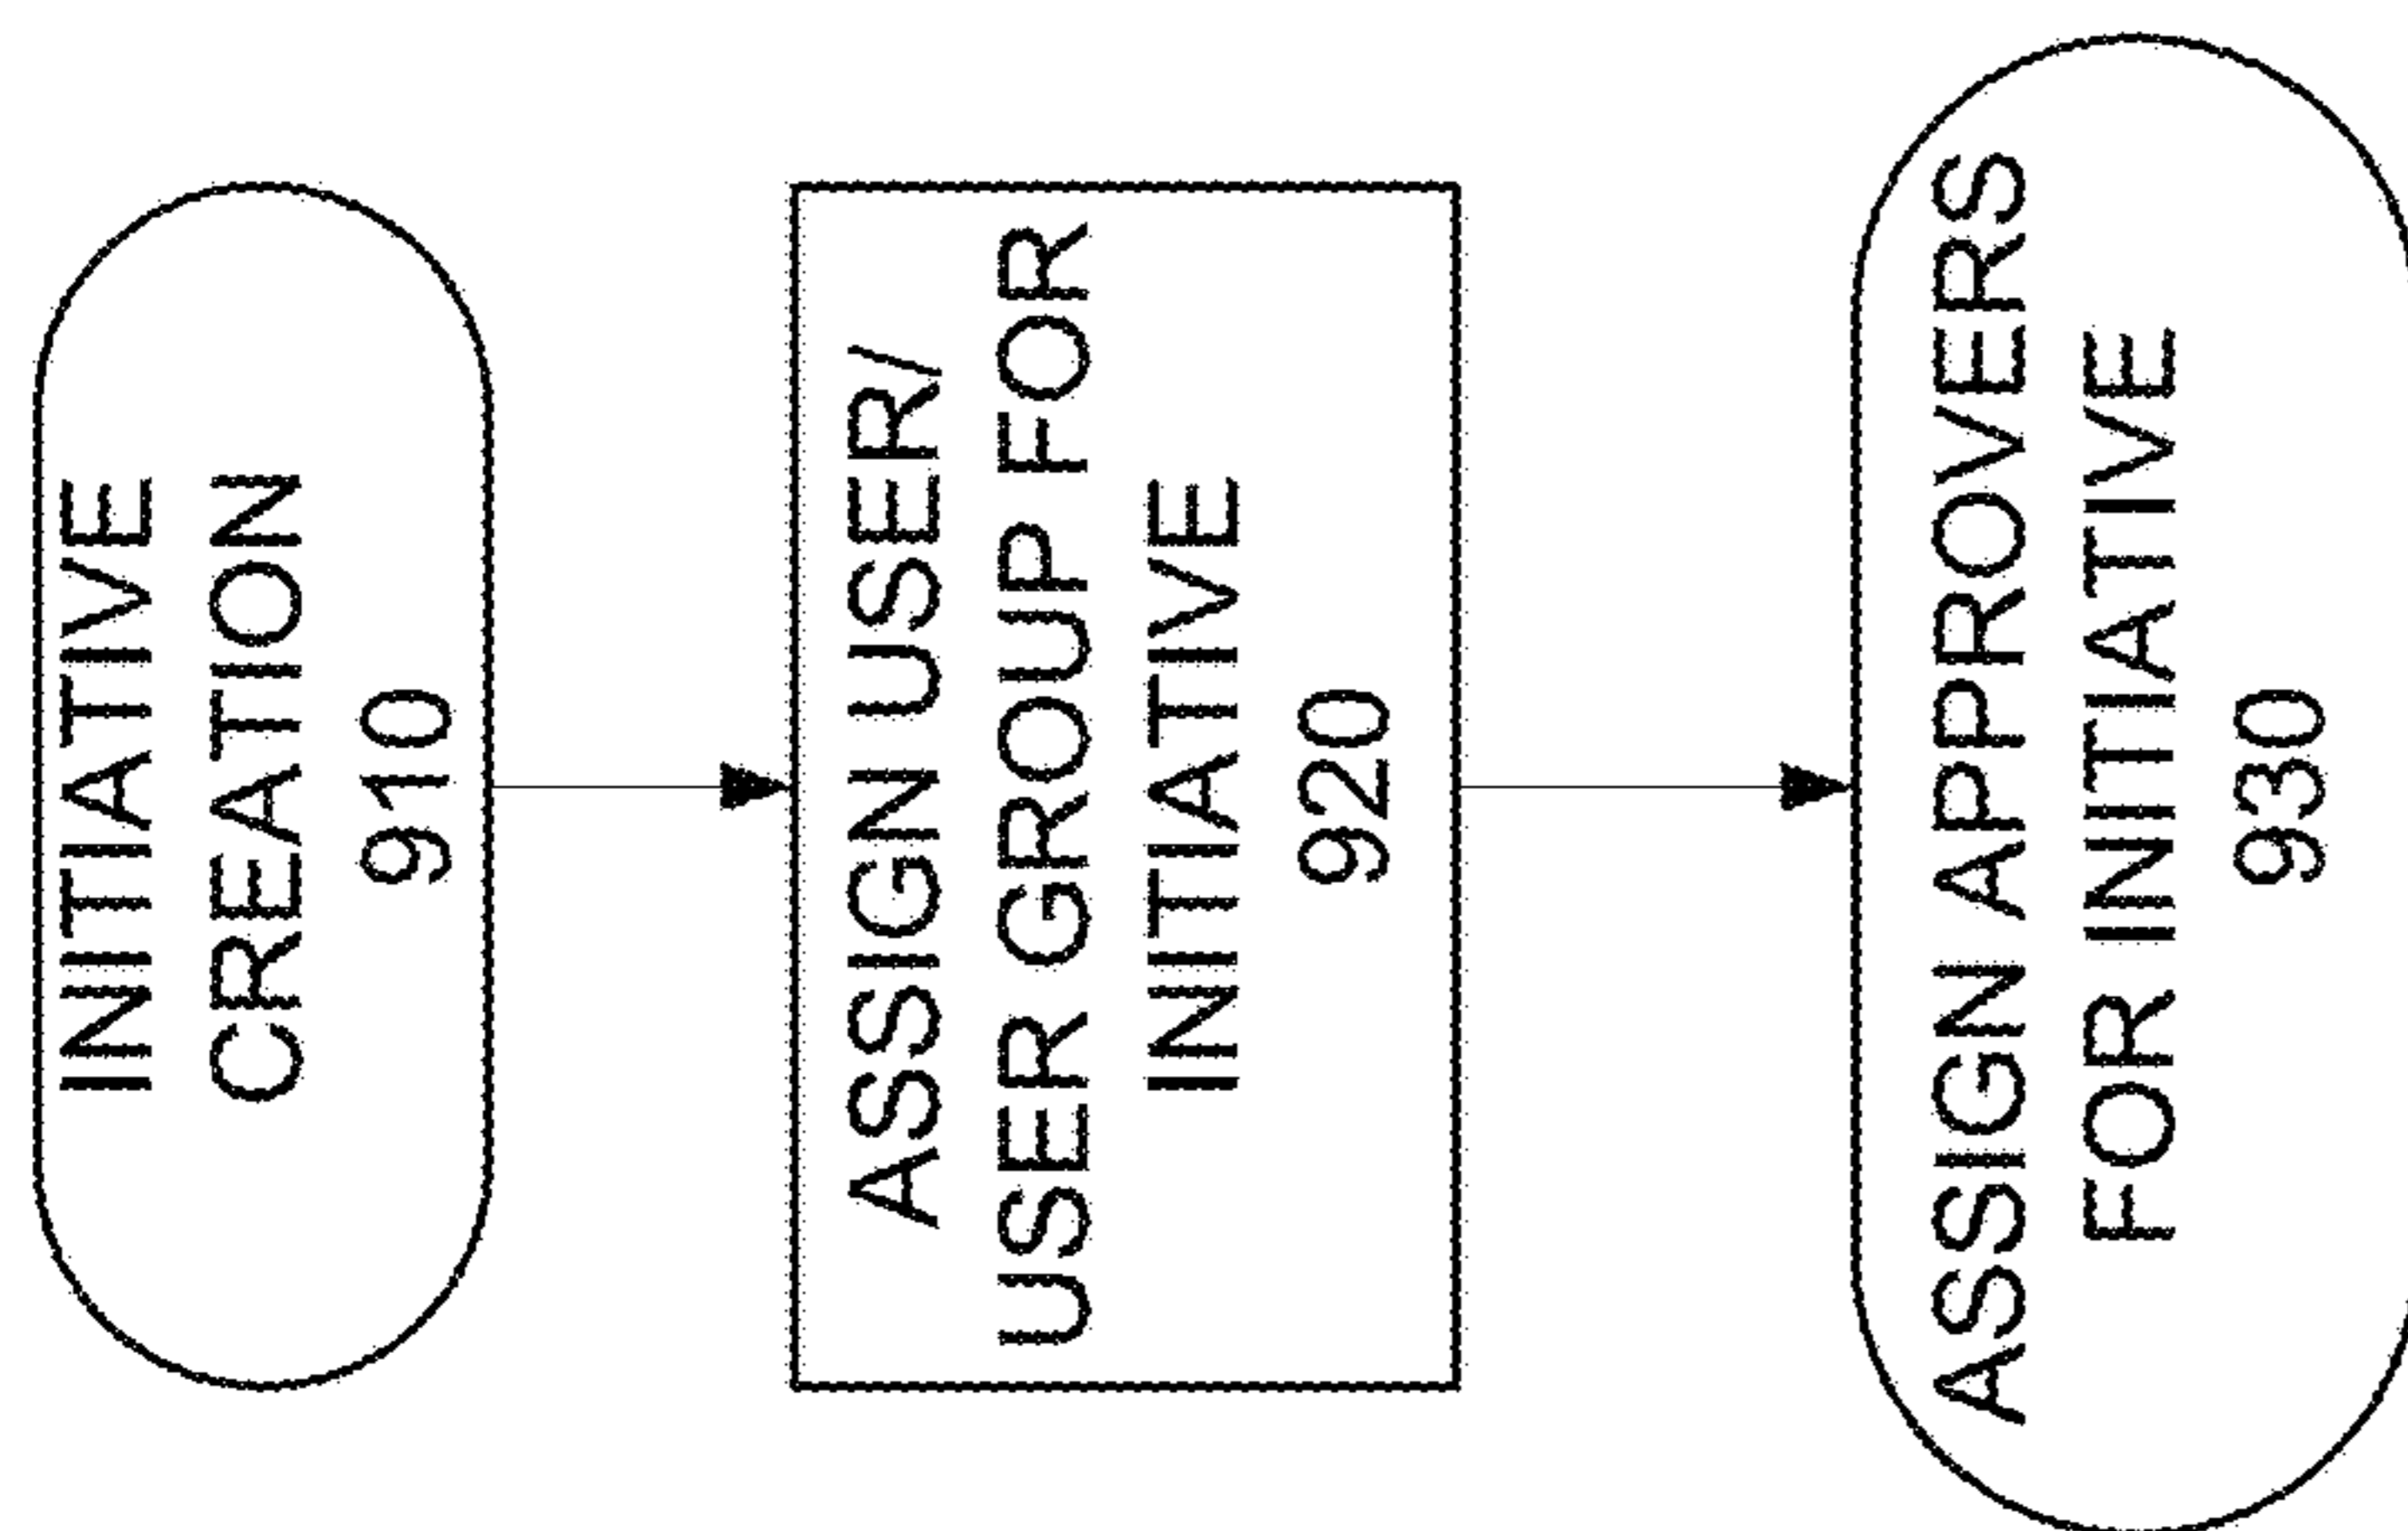 INITIATIVE
CREATION
910
ASSIGN USER/
USER GROUP FOR
INITIATIVE
920
ASSIGN APPROVERS
FOR INITIATIVE
930